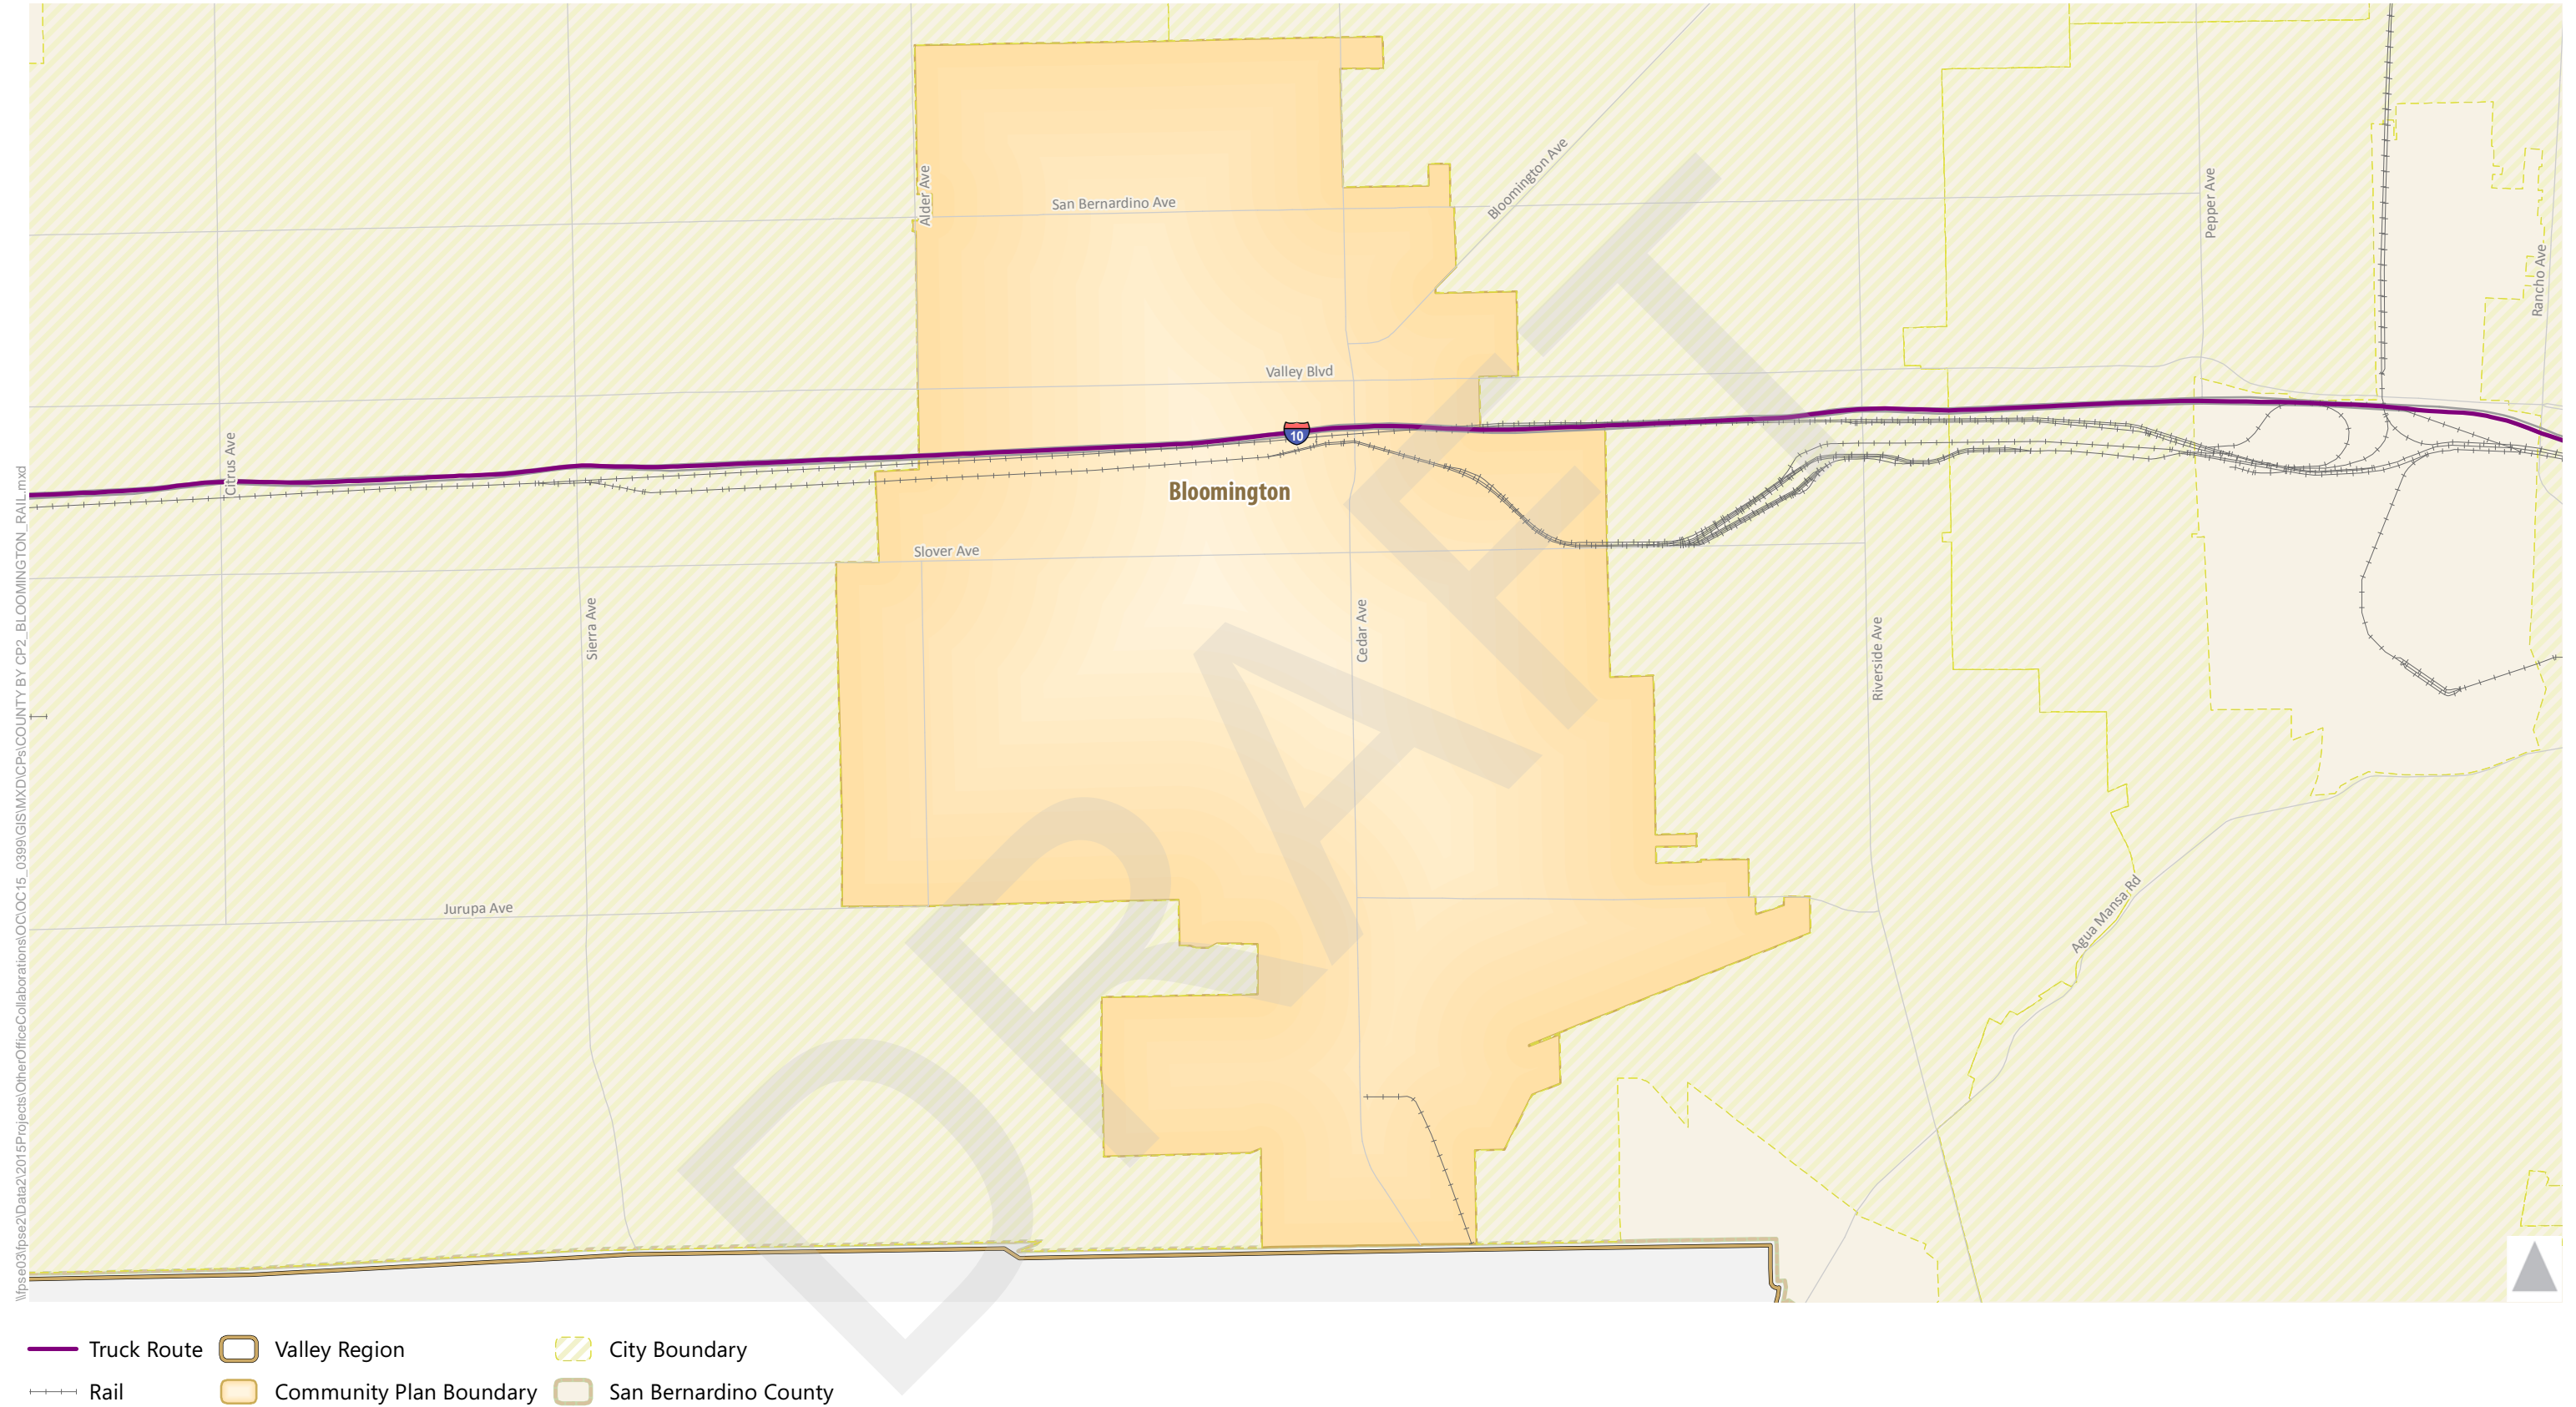 Alder Ave
San Bernardino Ave
Bloomington Ave
Pepper Ave
Rancho Ave
Valley Blvd
Citrus Ave
10
Bloomington
Slover Ave
Sierra Ave
Cedar Ave
Riverside Ave
Jurupa Ave
Agua Mansa Rd
DRAFT
\\fpse03\fpse2\Data2\2015Projects\OtherOfficeCollaborations\OC\OC15_0399\GIS\MXD\CPs\COUNTY BY CP2_BLOOMINGTON_RAIL.mxd
Truck Route
Valley Region
City Boundary
Rail
Community Plan Boundary
San Bernardino County